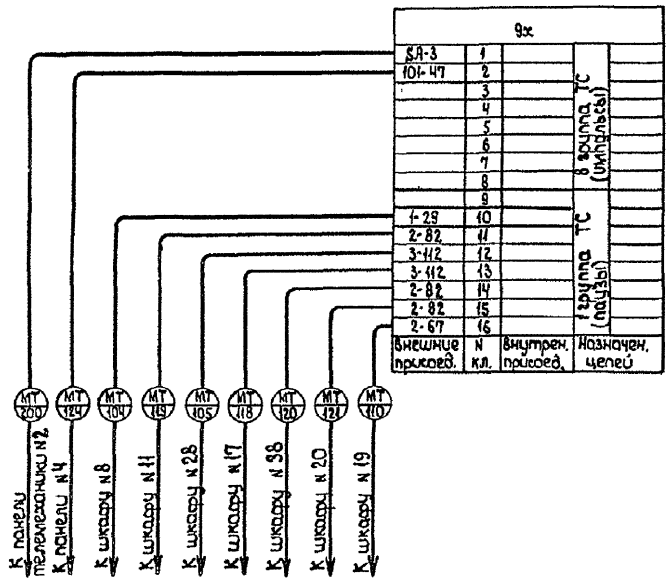 9х
5А-3 1
101-47 2
3
4
5
6
7
8
9
1-29 10
2-82 11
3-112 12
3-112 13
2-82 14
2-82 15
2-67 16
8 группа ТС
(импульсы)
1 группа ТС
(паузы)
Внешние N Внутрен. Назначен.
присоед. кл. присоед. цепей
МТ МТ МТ МТ МТ МТ МТ МТ МТ
200 124 104 119 105 118 120 121 110
К панели
телемеханики N2
К панели N4
К шкафу N8
К шкафу N11
К шкафу N28
К шкафу N17
К шкафу N38
К шкафу N20
К шкафу N19